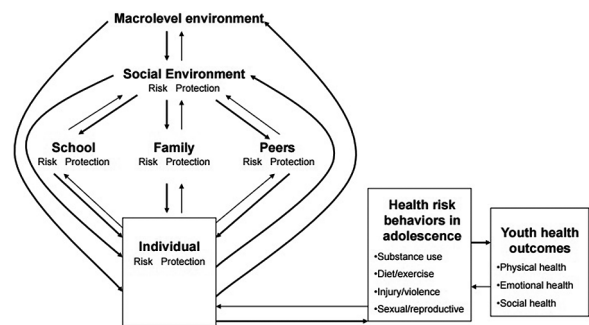 Macrolevel environment
Social Environment
Risk Protection
School Family Peers
Risk Protection Risk Protection Risk Protection
Individual
Risk Protection
Health risk
behaviors in
adolescence
•Substance use
•Diet/exercise
•Injury/violence
•Sexual/reproductive
Youth health
outcomes
•Physical health
•Emotional health
•Social health